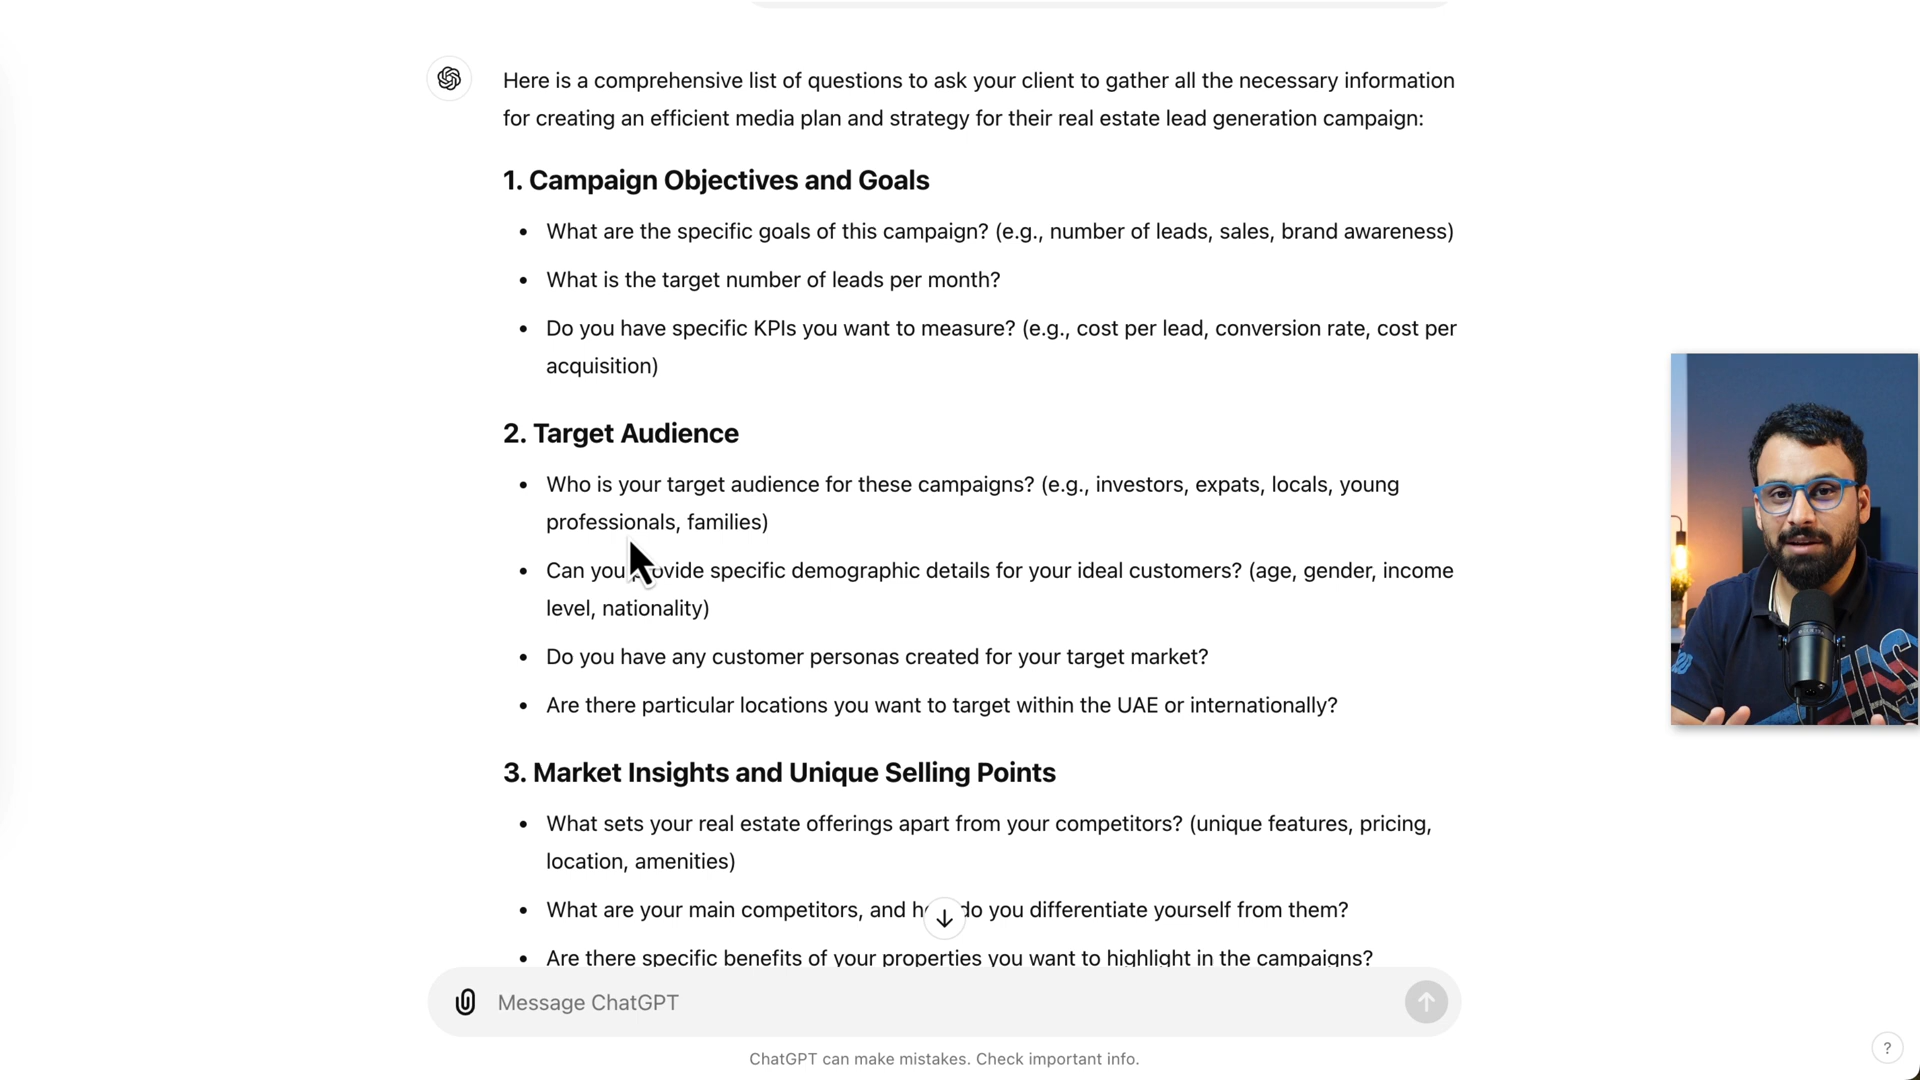 Here is a comprehensive list of questions to ask your client to gather all the necessary information
for creating an efficient media plan and strategy for their real estate lead generation campaign:
1. Campaign Objectives and Goals
• What are the specific goals of this campaign? (e.g., number of leads, sales, brand awareness)
• What is the target number of leads per month?
• Do you have specific KPIs you want to measure? (e.g., cost per lead, conversion rate, cost per
acquisition)
2. Target Audience
• Who is your target audience for these campaigns? (e.g., investors, expats, locals, young
professionals, families)
• Can you provide specific demographic details for your ideal customers? (age, gender, income
level, nationality)
• Do you have any customer personas created for your target market?
• Are there particular locations you want to target within the UAE or internationally?
3. Market Insights and Unique Selling Points
• What sets your real estate offerings apart from your competitors? (unique features, pricing,
location, amenities)
• What are your main competitors, and how do you differentiate yourself from them?
• Are there specific benefits of your properties you want to highlight in the campaigns?
Message ChatGPT
ChatGPT can make mistakes. Check important info.
?